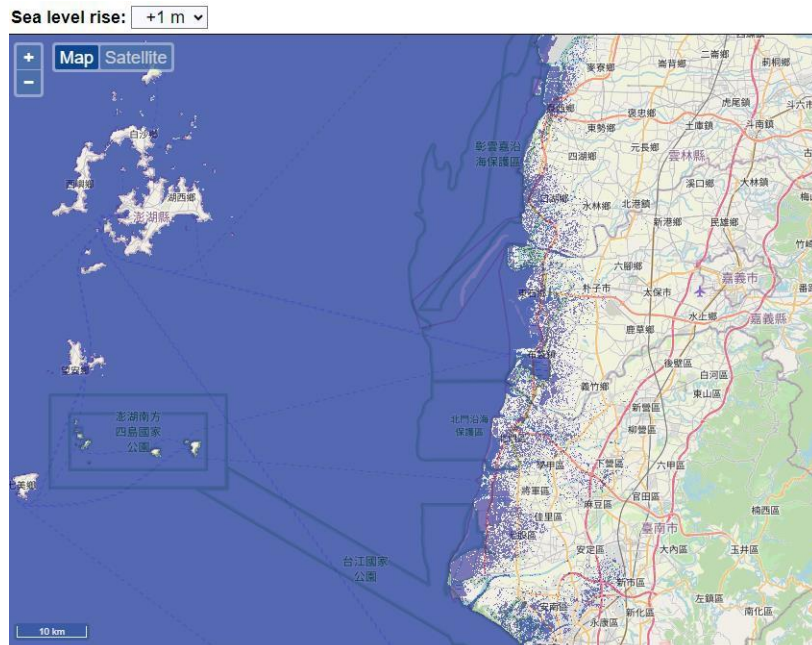 Sea level rise: +1 m
+
−
Map Satellite
二崙鄉
莿桐鄉
麥寮鄉
崙背鄉
斗六市
虎尾鎮
褒忠鄉
土庫鎮
斗南鎮
白沙鄉
東勢鄉
元長鄉
彰雲嘉沿
海保護區
四湖鄉
雲林縣
西嶼鄉
湖西鄉
溪口鄉
大林鎮
口湖鄉
水林鄉
北港鎮
澎湖縣
新港鄉
民雄鄉
竹崎
六腳鄉
嘉義市
朴子市
太保市
番路
水上鄉
鹿草鄉
嘉義縣
布袋鎮
後壁區
望安鄉
白河區
義竹鄉
東山區
澎湖南方
四島國家
公園
新營區
北門沿海
保護區
柳營區
學甲區
下營區
六甲區
七美鄉
將軍區
官田區
麻豆區
楠西區
佳里區
臺南市
七股區
安定區
大內區
玉井區
台江國家
公園
新市區
左鎮區
安南區
新化區
南化區
永康區
10 km